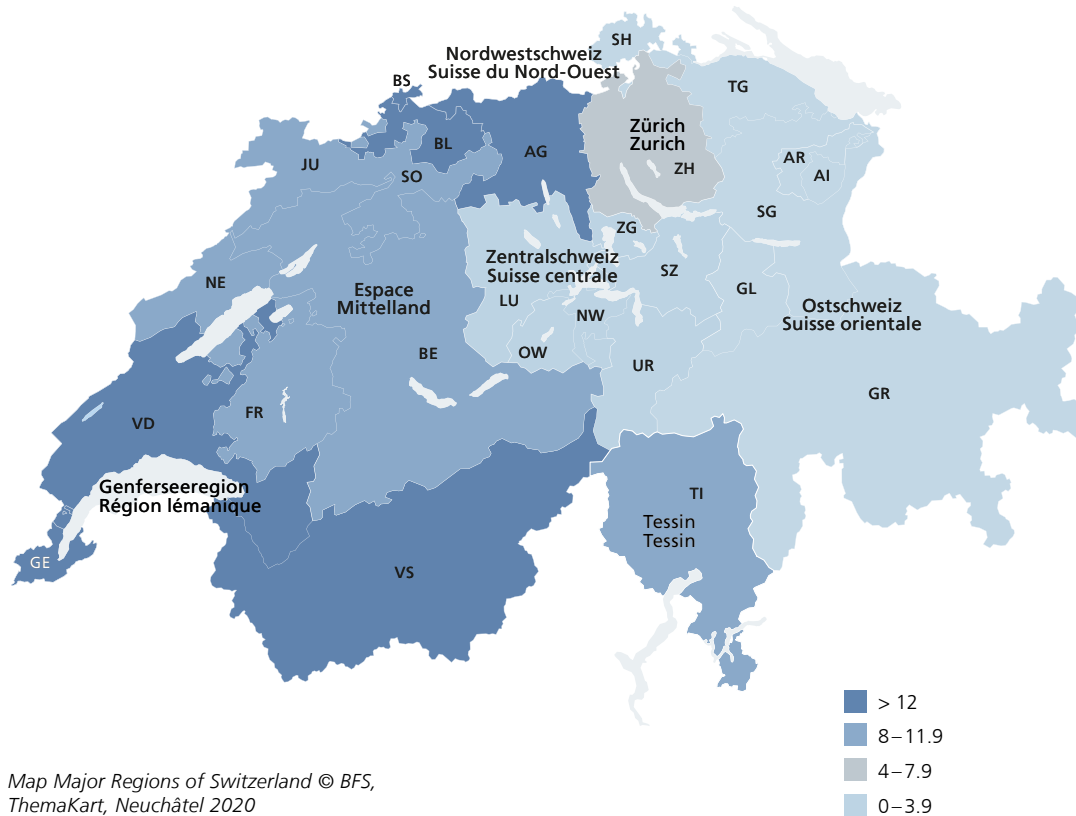 SH
Nordwestschweiz
Suisse du Nord-Ouest
BS
TG
Zürich
Zurich
BL
AG
AR
JU
SO
ZH
AI
SG
ZG
Zentralschweiz
Suisse centrale
SZ
NE
Espace
Mittelland
LU
GL
Ostschweiz
Suisse orientale
NW
BE
OW
UR
GR
FR
VD
Genferseeregion
Région lémanique
TI
Tessin
Tessin
GE
VS
> 12
8–11.9
4–7.9
0–3.9
Map Major Regions of Switzerland © BFS,
ThemaKart, Neuchâtel 2020